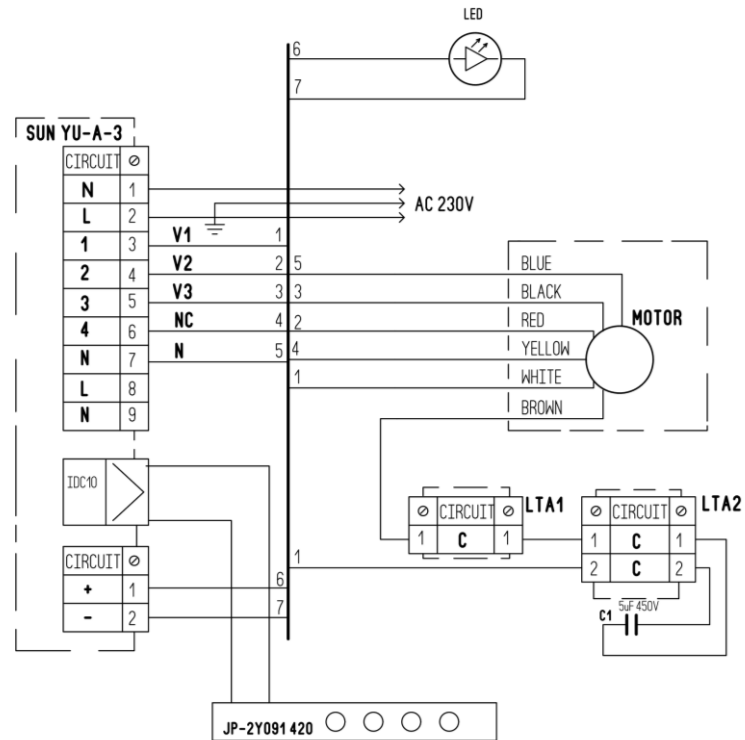 LED
6
7
SUN YU-A-3
CIRCUIT
N 1
L 2
1 3
2 4
3 5
4 6
N 7
L 8
N 9
AC 230V
V1 1
V2 2 5 BLUE
V3 3 3 BLACK
NC 4 2 RED
N 5 4 YELLOW
1 WHITE
BROWN
MOTOR
IDC10
CIRCUIT
+ 1
- 2
6
7
1
CIRCUIT LTA1
1 C 1
CIRCUIT LTA2
1 C 1
2 C 2
C1 5uF 450V
JP-2Y091 420